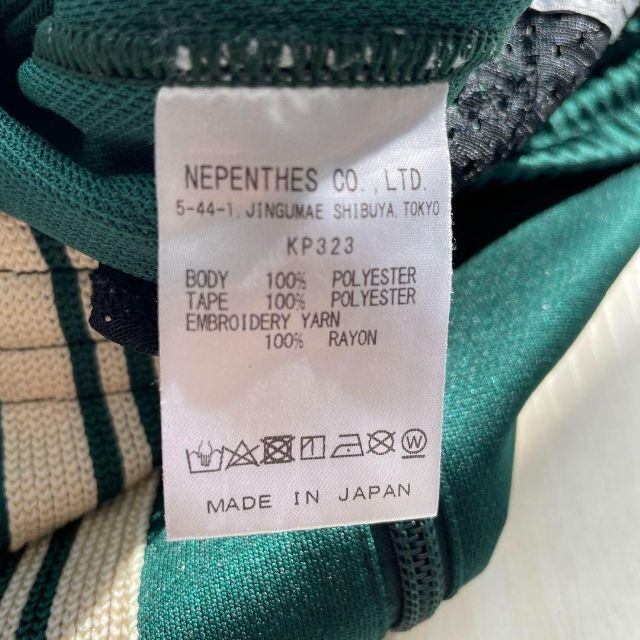 NEPENTHES CO.,LTD.
5-44-1,JINGUMAE SHIBUYA TOKYO
KP323
BODY 100% POLYESTER
TAPE 100% POLYESTER
EMBROIDERY YARN
100% RAYON
W
MADE IN JAPAN